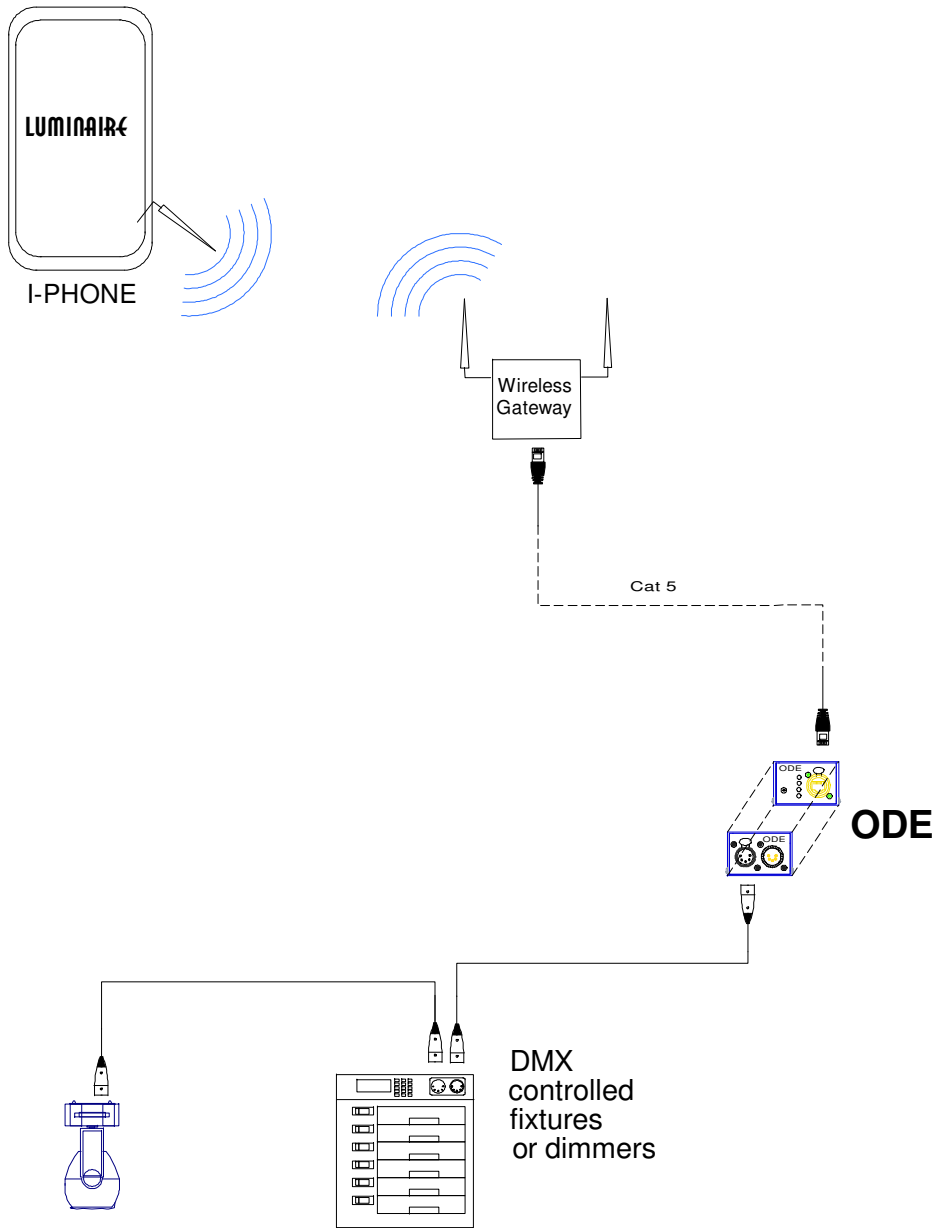 LUMINAIRE
I-PHONE
Wireless
Gateway
Cat 5
ODE
ODE
ODE
DMX
controlled
fixtures
or dimmers